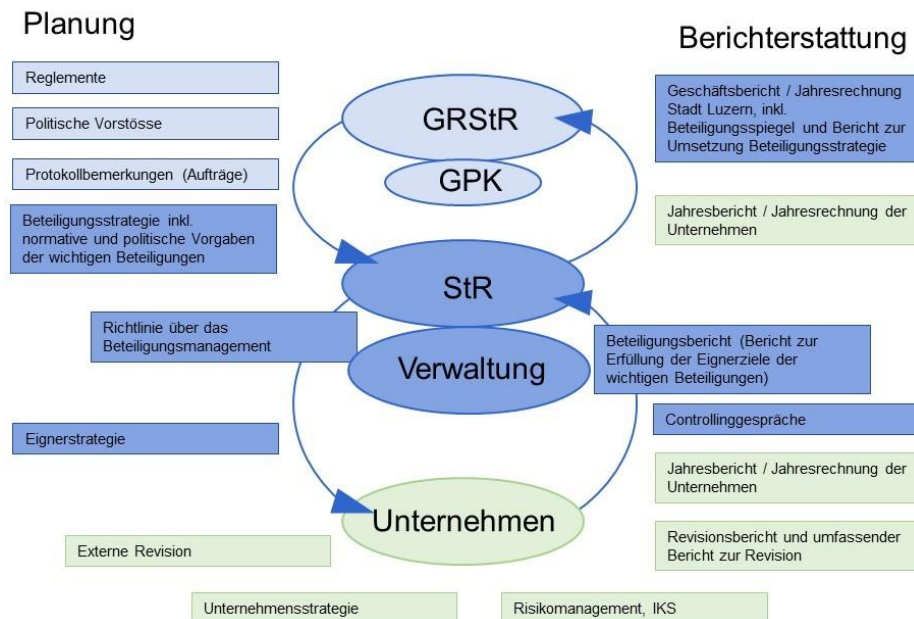 Planung
Reglemente
Politische Vorstösse
Protokollbemerkungen (Aufträge)
Beteiligungsstrategie inkl.
normative und politische Vorgaben
der wichtigen Beteiligungen
Richtlinie über das
Beteiligungsmanagement
Eignerstrategie
Externe Revision
Unternehmensstrategie
GRStR
GPK
StR
Verwaltung
Unternehmen
Risikomanagement, IKS
Berichterstattung
Geschäftsbericht / Jahresrechnung
Stadt Luzern, inkl.
Beteiligungsspiegel und Bericht zur
Umsetzung Beteiligungsstrategie
Jahresbericht / Jahresrechnung der
Unternehmen
Beteiligungsbericht (Bericht zur
Erfüllung der Eignerziele der
wichtigen Beteiligungen)
Controllinggespräche
Jahresbericht / Jahresrechnung der
Unternehmen
Revisionsbericht und umfassender
Bericht zur Revision